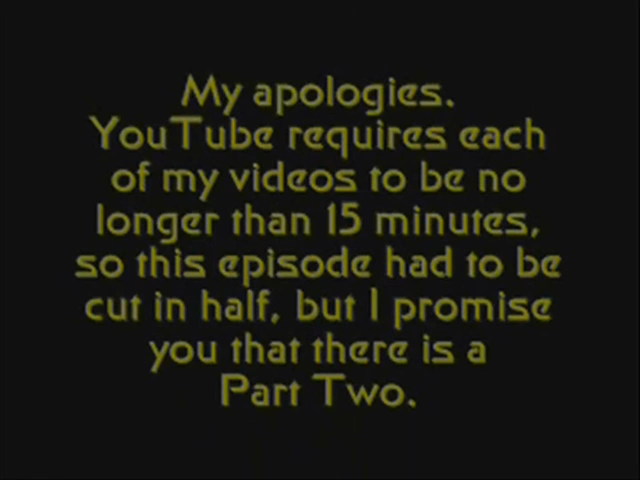 My apologies.
YouTube requires each
of my videos to be no
longer than 15 minutes,
so this episode had to be
cut in half, but I promise
you that there is a
Part Two.